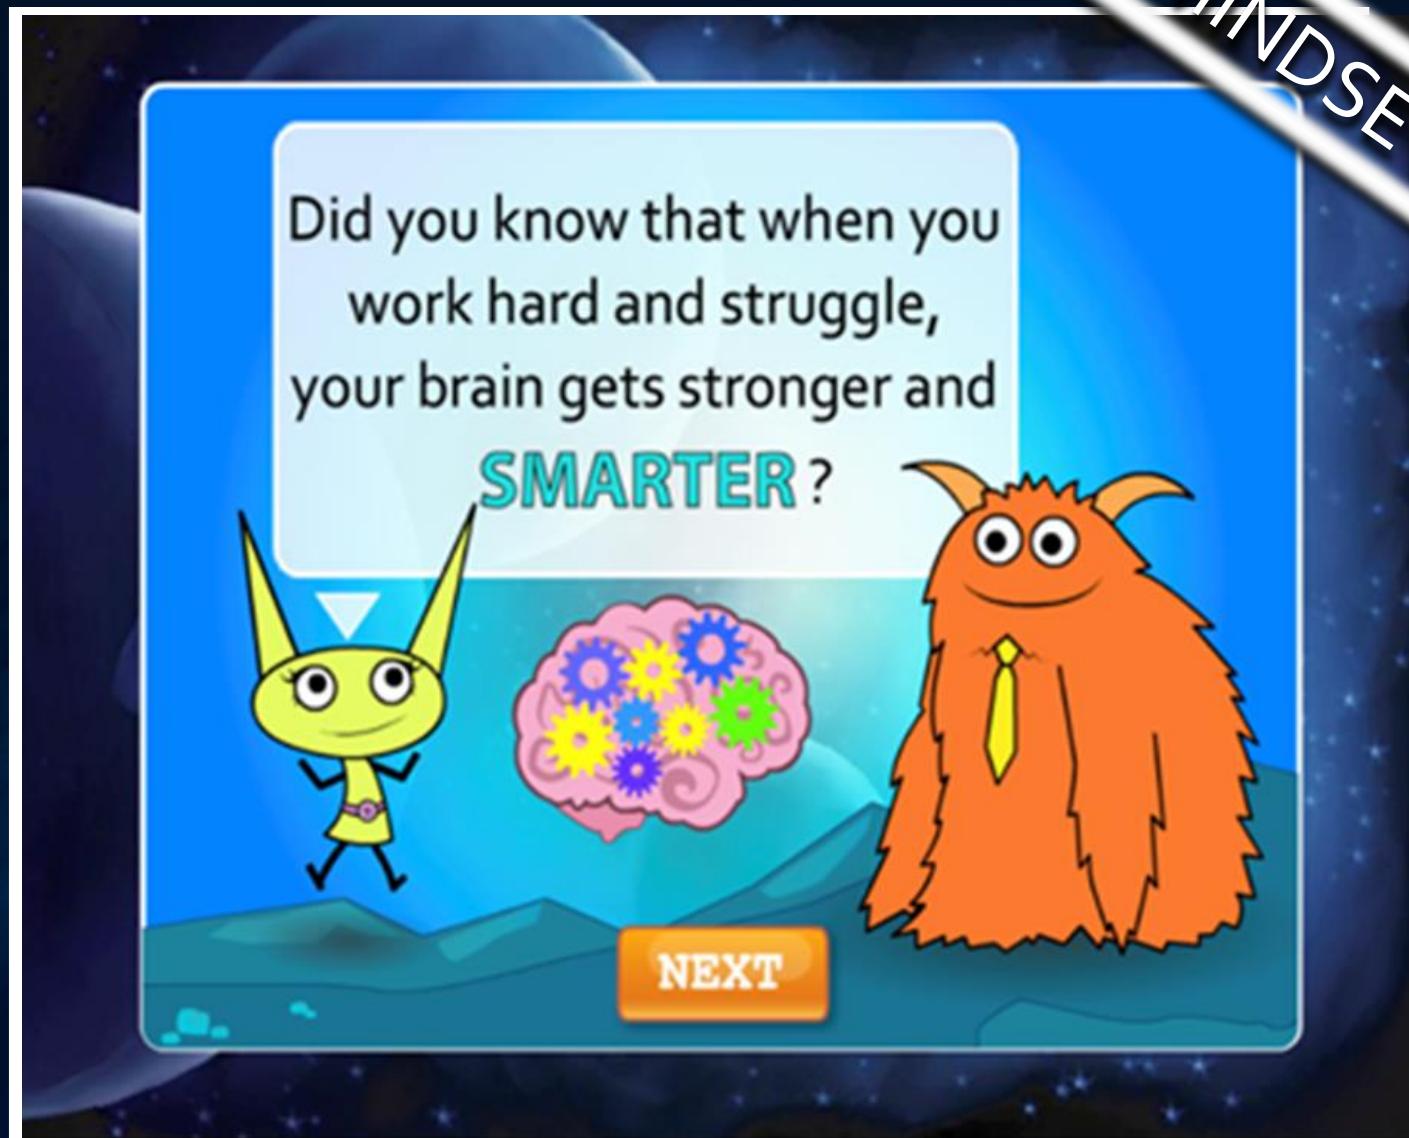 Did you know that when you
work hard and struggle,
your brain gets stronger and
SMARTER ?
NEXT